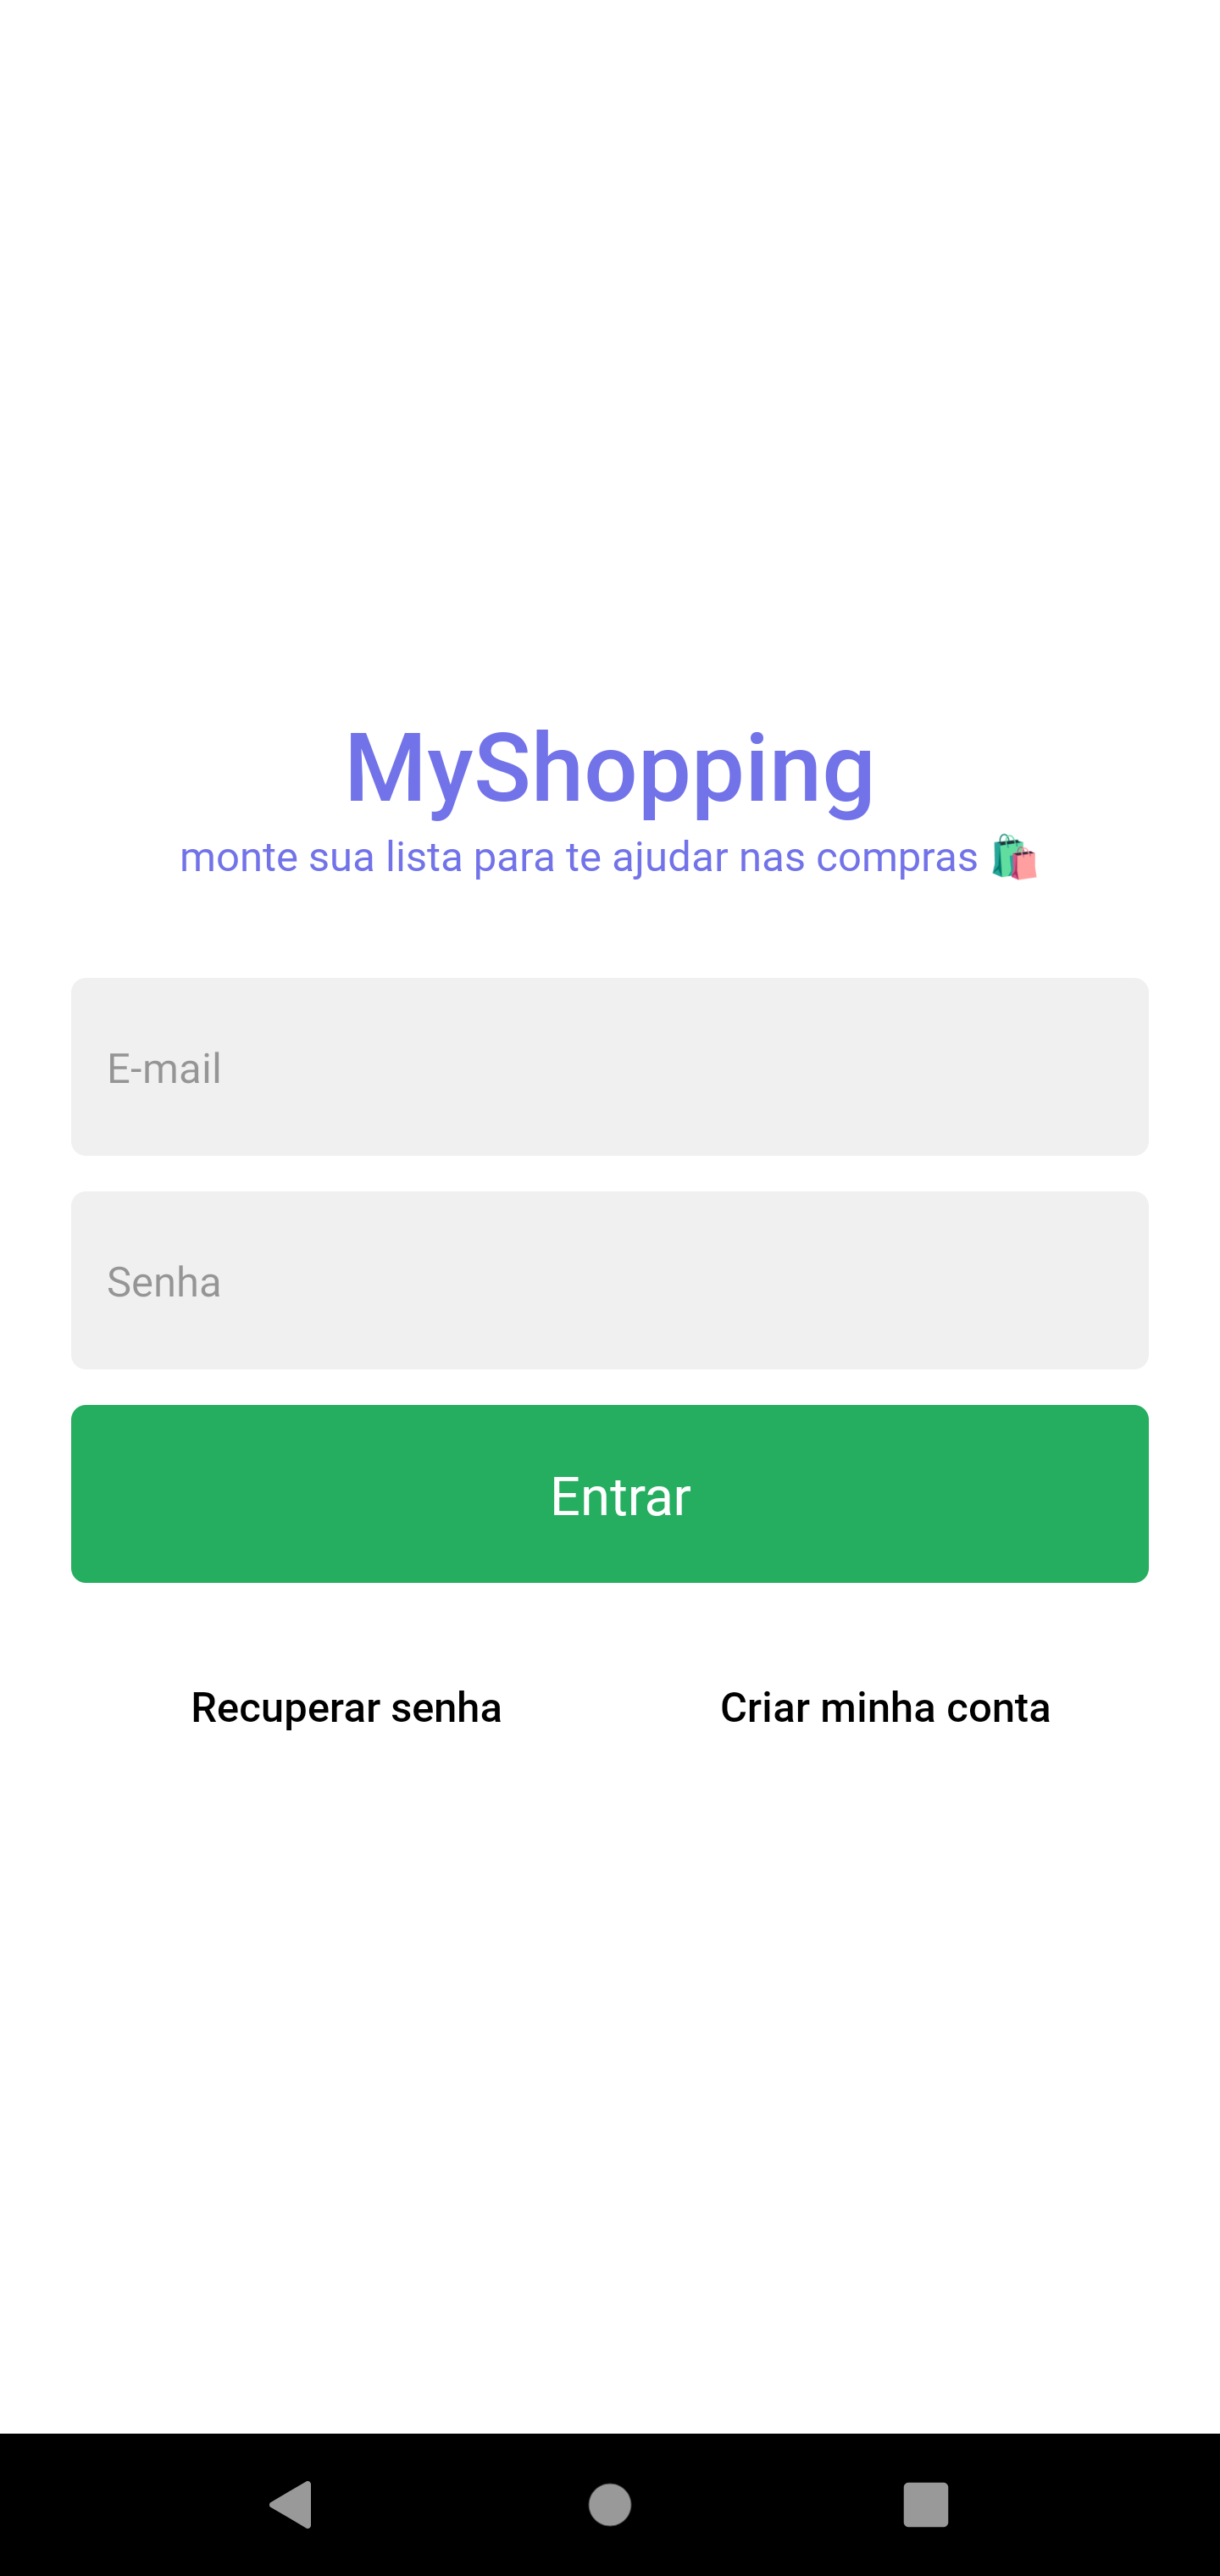 MyShopping
monte sua lista para te ajudar nas compras 🛍️
E-mail
Senha
Entrar
Recuperar senha
Criar minha conta